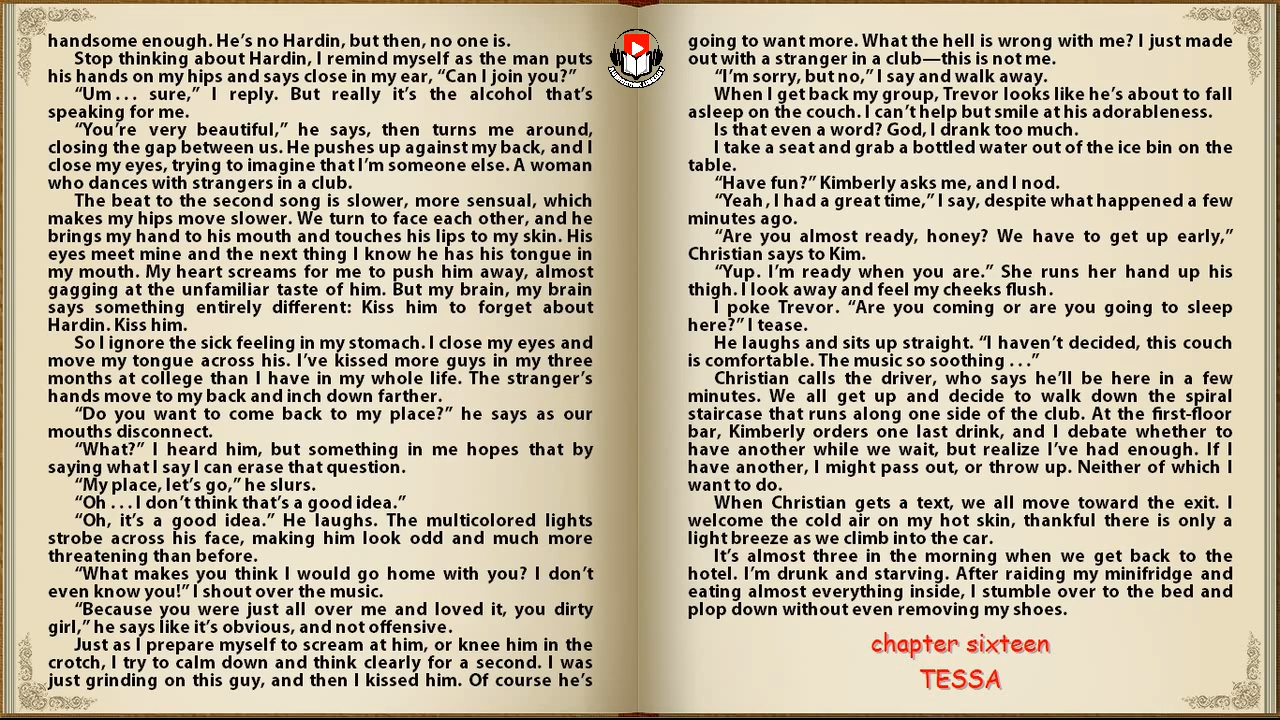 handsome enough. He's no Hardin, but then, no one is.
Stop thinking about Hardin, I remind myself as the man puts
his hands on my hips and says close in my ear, “Can I join you?”
“Um . . . sure,” I reply. But really it's the alcohol that's
speaking for me.
“You're very beautiful,” he says, then turns me around,
closing the gap between us. He pushes up against my back, and I
close my eyes, trying to imagine that I'm someone else. A woman
who dances with strangers in a club.
The beat to the second song is slower, more sensual, which
makes my hips move slower. We turn to face each other, and he
brings my hand to his mouth and touches his lips to my skin. His
eyes meet mine and the next thing I know he has his tongue in
my mouth. My heart screams for me to push him away, almost
gagging at the unfamiliar taste of him. But my brain, my brain
says something entirely different: Kiss him to forget about
Hardin. Kiss him.
So I ignore the sick feeling in my stomach. I close my eyes and
move my tongue across his. I've kissed more guys in my three
months at college than I have in my whole life. The stranger's
hands move to my back and inch down farther.
“Do you want to come back to my place?” he says as our
mouths disconnect.
“What?” I heard him, but something in me hopes that by
saying what I say I can erase that question.
“My place, let's go,” he slurs.
“Oh . . . I don't think that's a good idea.”
“Oh, it's a good idea.” He laughs. The multicolored lights
strobe across his face, making him look odd and much more
threatening than before.
“What makes you think I would go home with you? I don't
even know you!” I shout over the music.
“Because you were just all over me and loved it, you dirty
girl,” he says like it's obvious, and not offensive.
Just as I prepare myself to scream at him, or knee him in the
crotch, I try to calm down and think clearly for a second. I was
just grinding on this guy, and then I kissed him. Of course he's
going to want more. What the hell is wrong with me? I just made
out with a stranger in a club—this is not me.
“I'm sorry, but no,” I say and walk away.
When I get back my group, Trevor looks like he's about to fall
asleep on the couch. I can't help but smile at his adorableness.
Is that even a word? God, I drank too much.
I take a seat and grab a bottled water out of the ice bin on the
table.
“Have fun?” Kimberly asks me, and I nod.
“Yeah, I had a great time,” I say, despite what happened a few
minutes ago.
“Are you almost ready, honey? We have to get up early,”
Christian says to Kim.
“Yup. I'm ready when you are.” She runs her hand up his
thigh. I look away and feel my cheeks flush.
I poke Trevor. “Are you coming or are you going to sleep
here?” I tease.
He laughs and sits up straight. “I haven't decided, this couch
is comfortable. The music so soothing . . .”
Christian calls the driver, who says he'll be here in a few
minutes. We all get up and decide to walk down the spiral
staircase that runs along one side of the club. At the first-floor
bar, Kimberly orders one last drink, and I debate whether to
have another while we wait, but realize I've had enough. If I
have another, I might pass out, or throw up. Neither of which I
want to do.
When Christian gets a text, we all move toward the exit. I
welcome the cold air on my hot skin, thankful there is only a
light breeze as we climb into the car.
It's almost three in the morning when we get back to the
hotel. I'm drunk and starving. After raiding my minifridge and
eating almost everything inside, I stumble over to the bed and
plop down without even removing my shoes.
chapter sixteen
TESSA